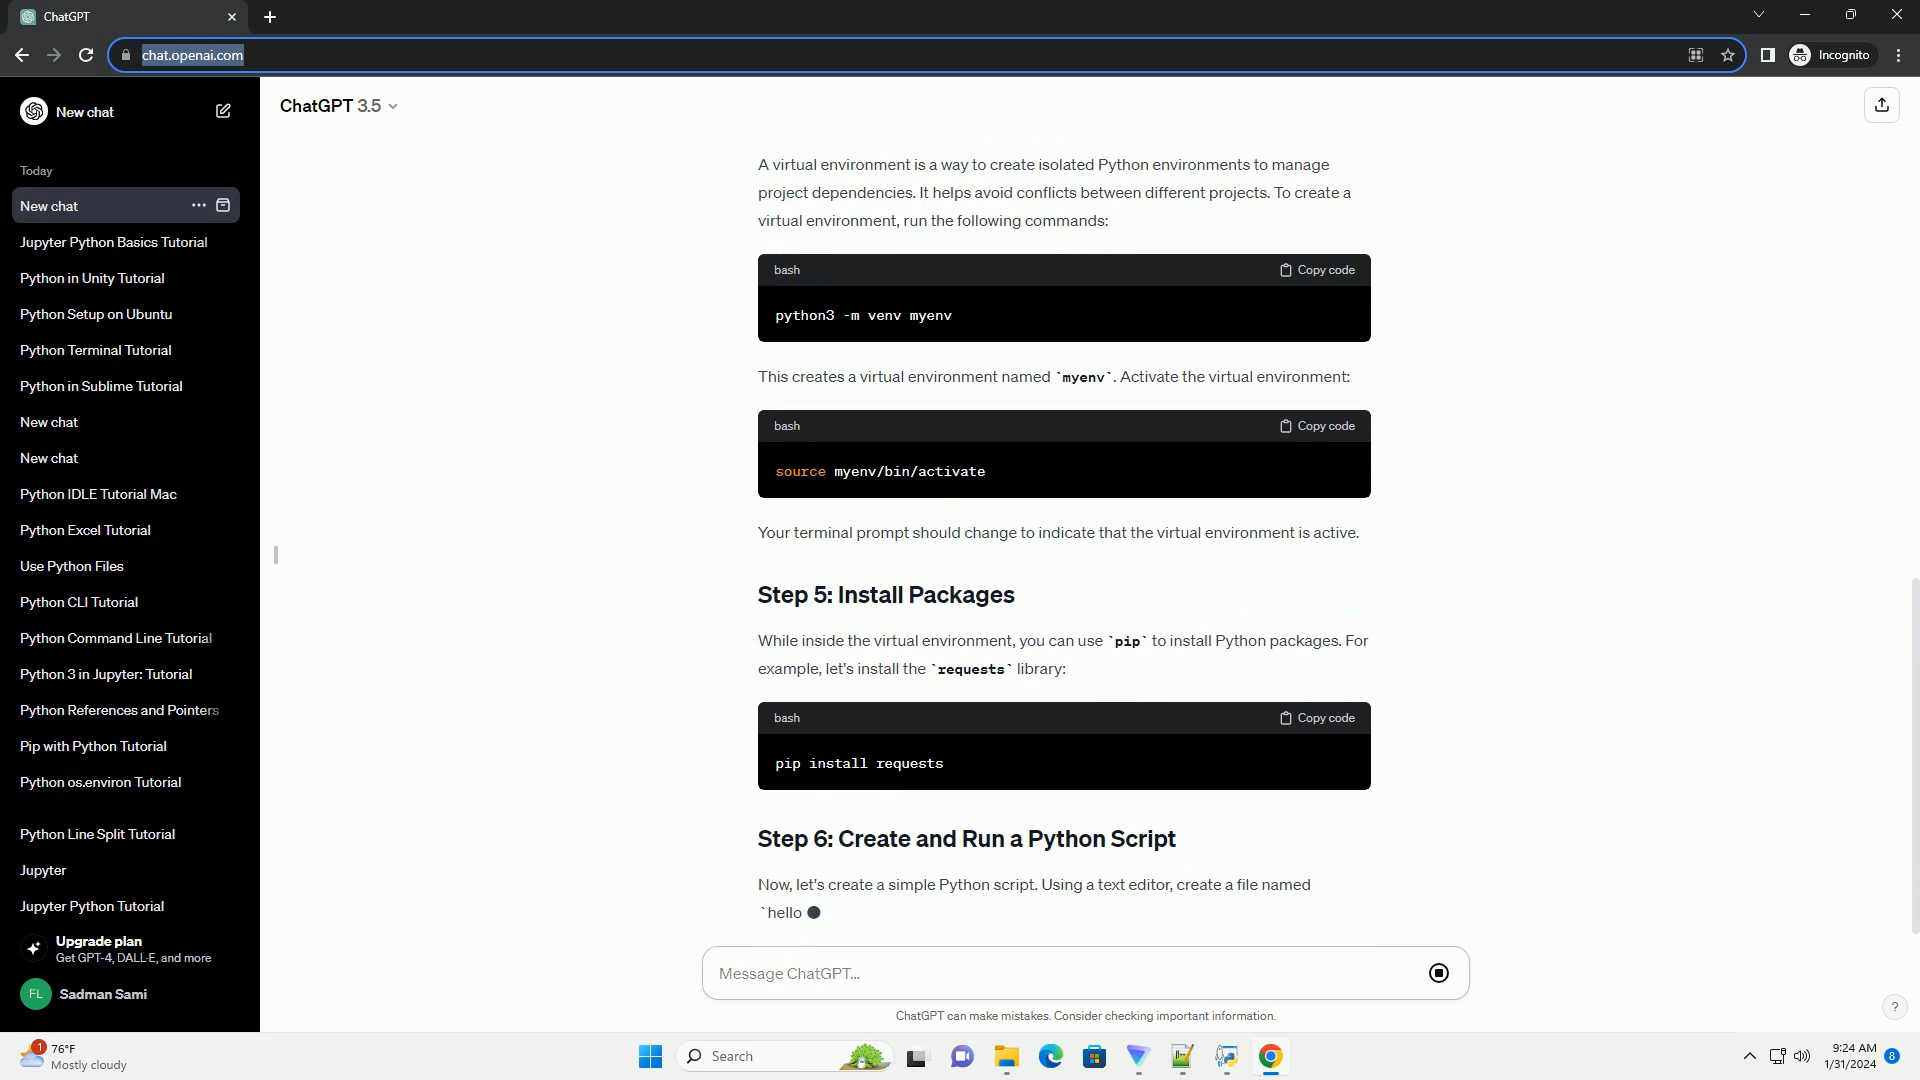 ChatGPT
chat.openai.com
Incognito
New chat
Today
New chat
Jupyter Python Basics Tutorial
Python in Unity Tutorial
Python Setup on Ubuntu
Python Terminal Tutorial
Python in Sublime Tutorial
New chat
New chat
Python IDLE Tutorial Mac
Python Excel Tutorial
Use Python Files
Python CLI Tutorial
Python Command Line Tutorial
Python 3 in Jupyter: Tutorial
Python References and Pointers
Pip with Python Tutorial
Python os.environ Tutorial
Python Line Split Tutorial
Jupyter
Jupyter Python Tutorial
Upgrade plan
Get GPT-4, DALL·E, and more
FL Sadman Sami
ChatGPT 3.5
A virtual environment is a way to create isolated Python environments to manage
project dependencies. It helps avoid conflicts between different projects. To create a
virtual environment, run the following commands:
bash Copy code
python3 -m venv myenv
This creates a virtual environment named `myenv`. Activate the virtual environment:
bash Copy code
source myenv/bin/activate
Your terminal prompt should change to indicate that the virtual environment is active.
Step 5: Install Packages
While inside the virtual environment, you can use `pip` to install Python packages. For
example, let's install the `requests` library:
bash Copy code
pip install requests
Step 6: Create and Run a Python Script
Now, let's create a simple Python script. Using a text editor, create a file named
`hello
Message ChatGPT...
ChatGPT can make mistakes. Consider checking important information.
?
1
76°F
Mostly cloudy
Search
9:24 AM
1/31/2024
8